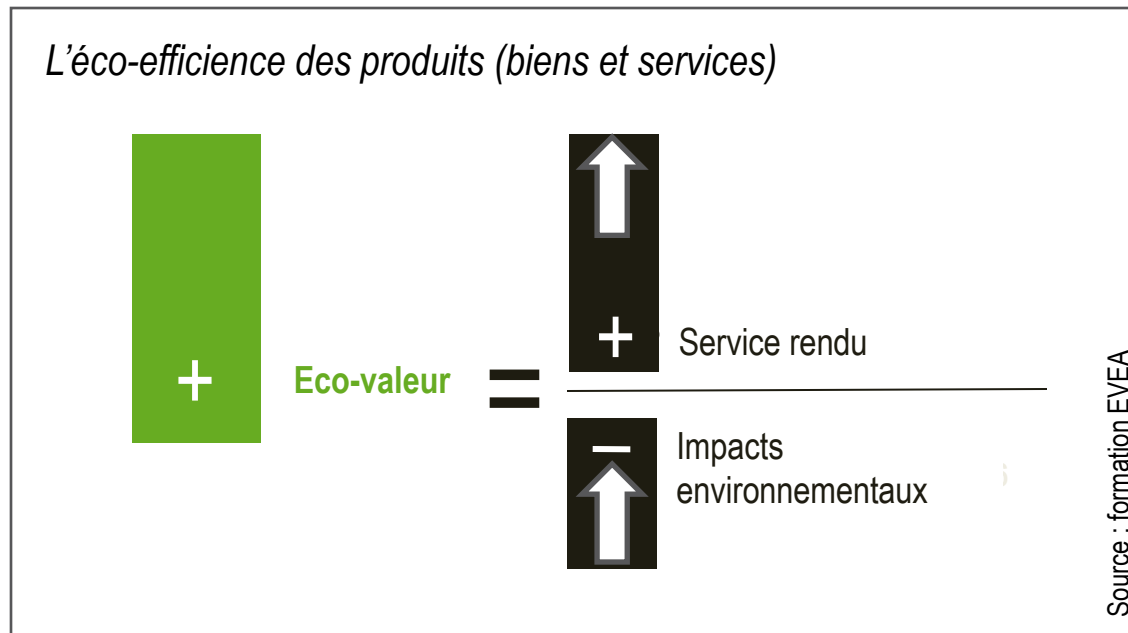 L'éco-efficience des produits (biens et services)
+
Service rendu
+
Eco-valeur
=
–
Impacts
environnementaux
Source : formation EVEA